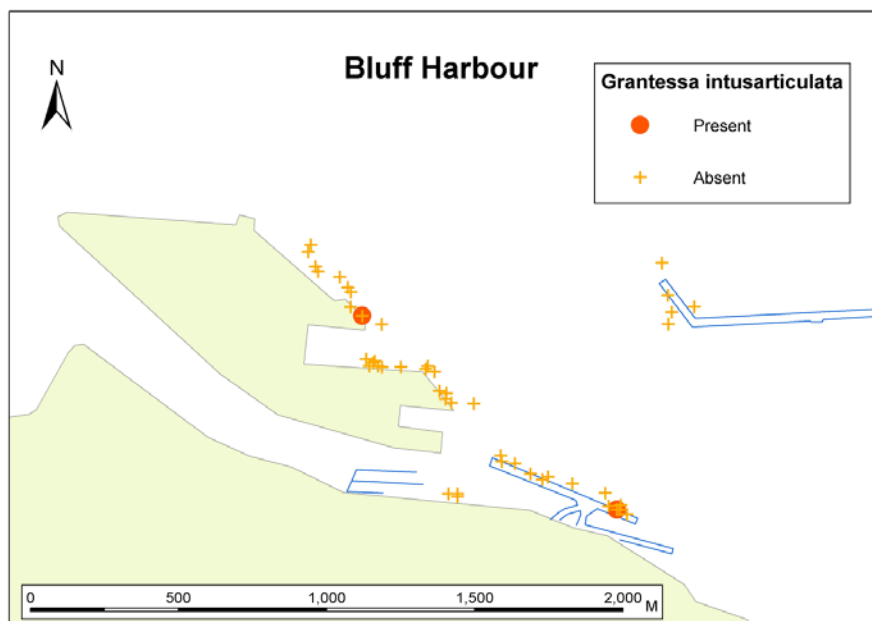 Bluff Harbour
N
Grantessa intusarticulata
Present
Absent
0 500 1,000 1,500 2,000 M